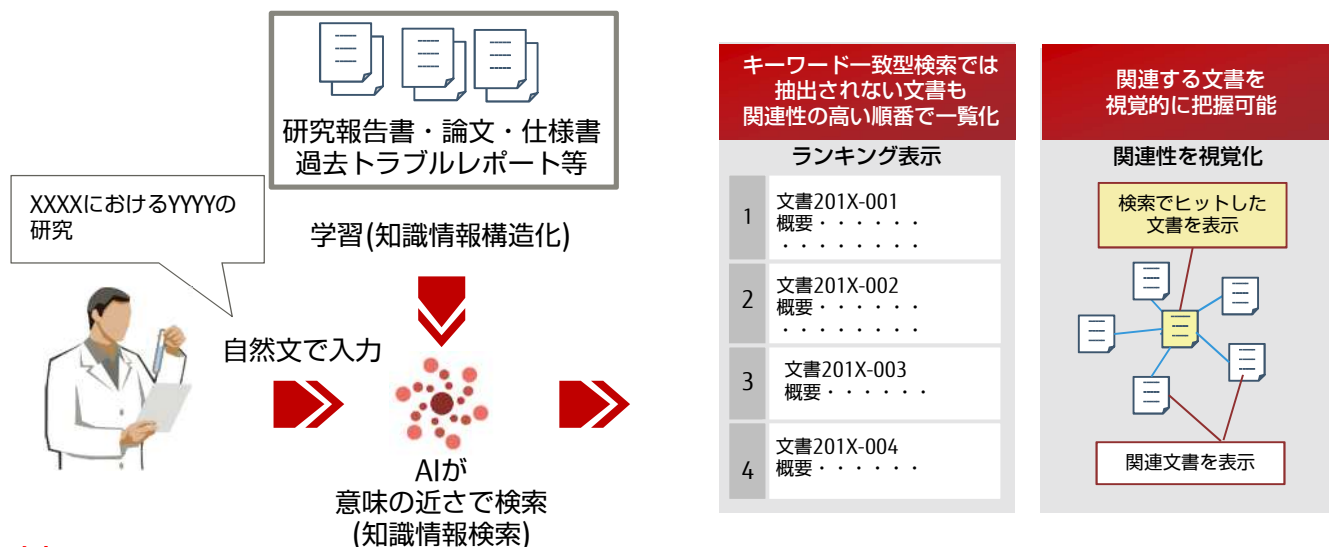 研究報告書・論文・仕様書
過去トラブルレポート等
XXXXにおけるYYYYの
研究
学習(知識情報構造化)
自然文で入力
AIが
意味の近さで検索
(知識情報検索)
キーワード一致型検索では
抽出されない文書も
関連性の高い順番で一覧化
ランキング表示
1
文書201X-001
概要・・・・・・
・・・・・・・・
2
文書201X-002
概要・・・・・・
・・・・・・・・
3
文書201X-003
概要・・・・・・
4
文書201X-004
概要・・・・・・
関連する文書を
視覚的に把握可能
関連性を視覚化
検索でヒットした
文書を表示
関連文書を表示